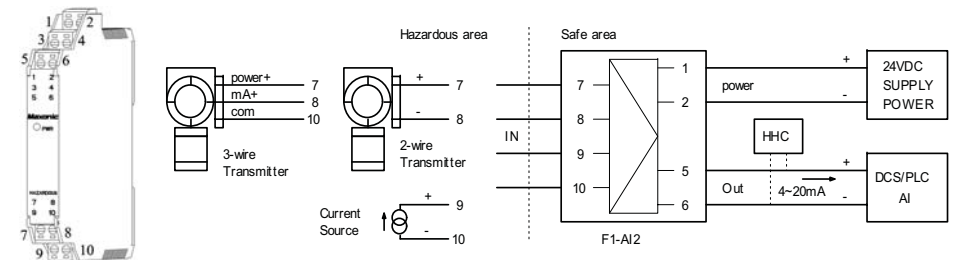 1 2
3 4
5 6
1 2
3 4
5 6
Maxonic
PWR
HAZARDOUS
7 8
9 10
7 8
9 10
power+
mA+
com
7
8
10
3-wire
Transmitter
Hazardous area
+
-
7
8
2-wire
Transmitter
Current
Source
+
-
9
10
Safe area
IN
7
8
9
10
1
2
5
6
F1-AI2
+
power
-
24VDC
SUPPLY
POWER
HHC
+
Out
4~20mA
-
DCS/PLC
AI